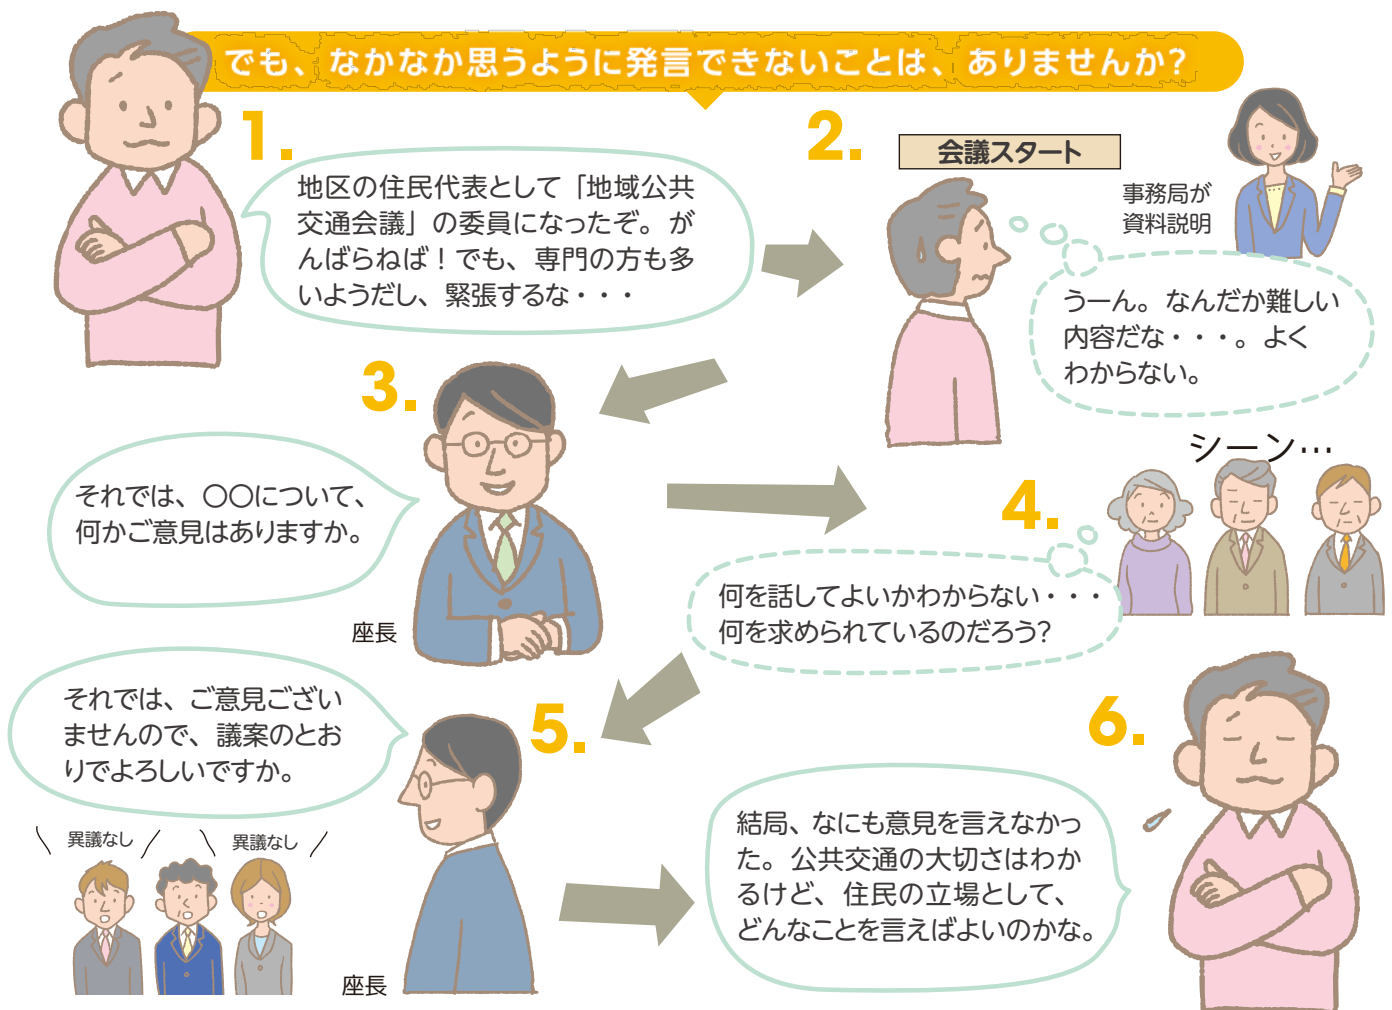 でも、なかなか思うように発言できないことは、ありませんか?
1.
地区の住民代表として「地域公共
交通会議」の委員になったぞ。が
んばらねば！でも、専門の方も多
いようだし、緊張するな・・・
2.
会議スタート
事務局が
資料説明
うーん。なんだか難しい
内容だな・・・。よく
わからない。
3.
それでは、〇〇について、
何かご意見はありますか。
座長
シーン…
4.
何を話してよいかわからない・・・
何を求められているのだろう?
5.
それでは、ご意見ござい
ませんので、議案のとお
りでよろしいですか。
異議なし
異議なし
座長
6.
結局、なにも意見を言えなかっ
た。公共交通の大切さはわか
るけど、住民の立場として、
どんなことを言えばよいのかな。